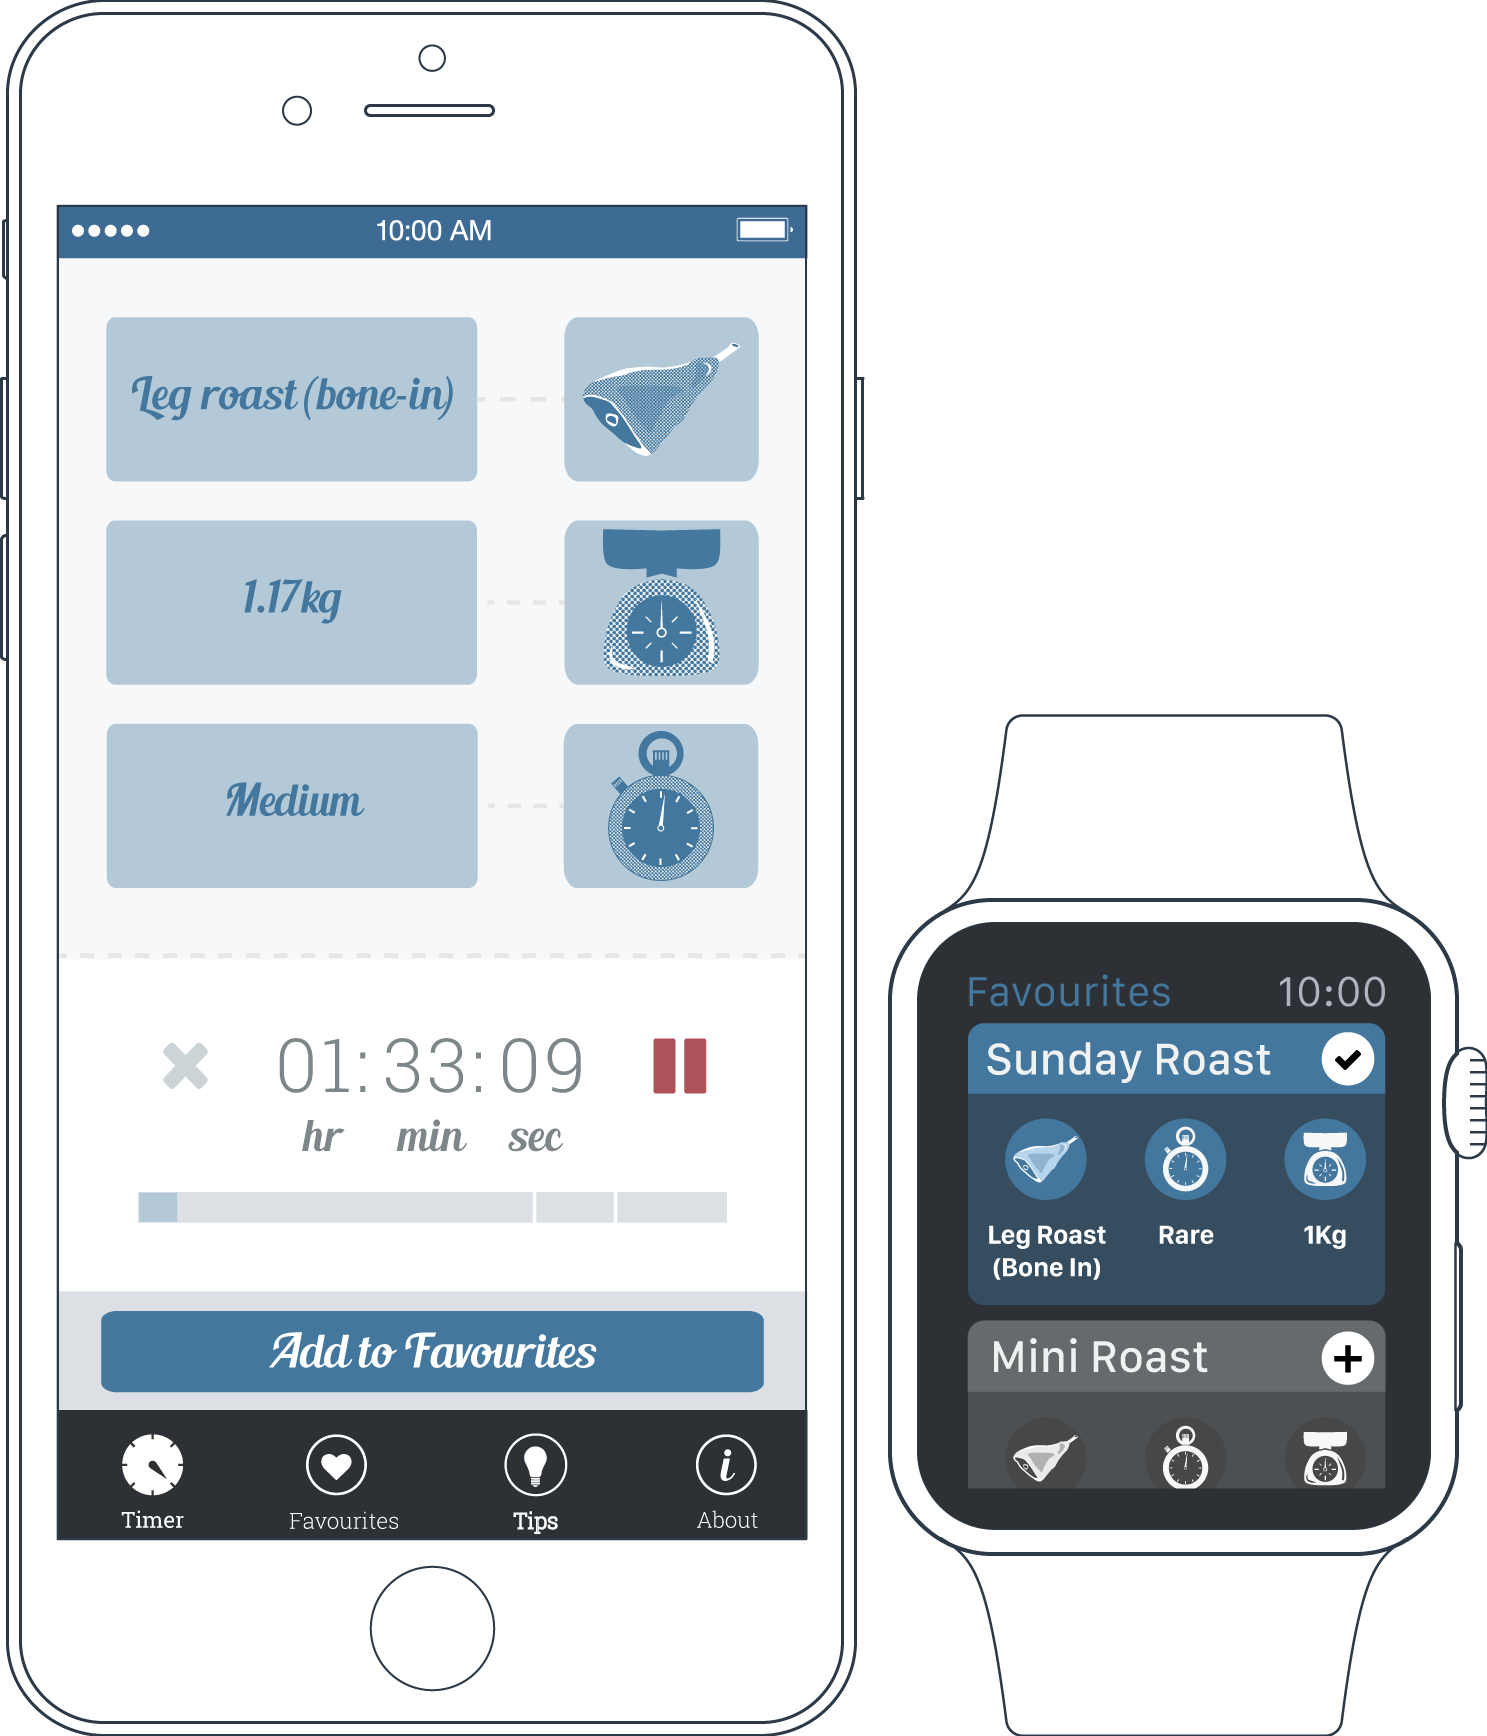 10:00 AM
Leg roast (bone-in)
1.17kg
Medium
01:33:09
hr min sec
Add to Favourites
Timer Favourites Tips About
Favourites 10:00
Sunday Roast
Leg Roast Rare 1Kg
(Bone In)
Mini Roast